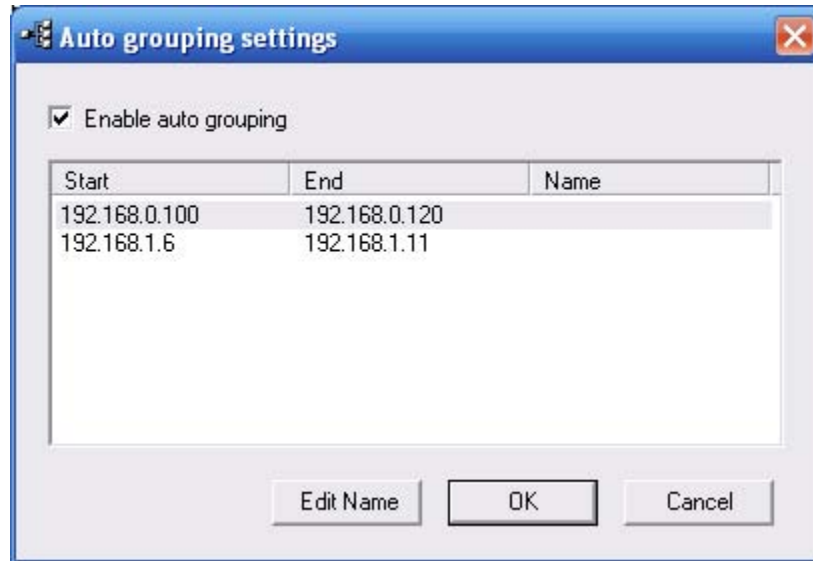 Auto grouping settings
Enable auto grouping
Start End Name
192.168.0.100 192.168.0.120
192.168.1.6 192.168.1.11
Edit Name OK Cancel